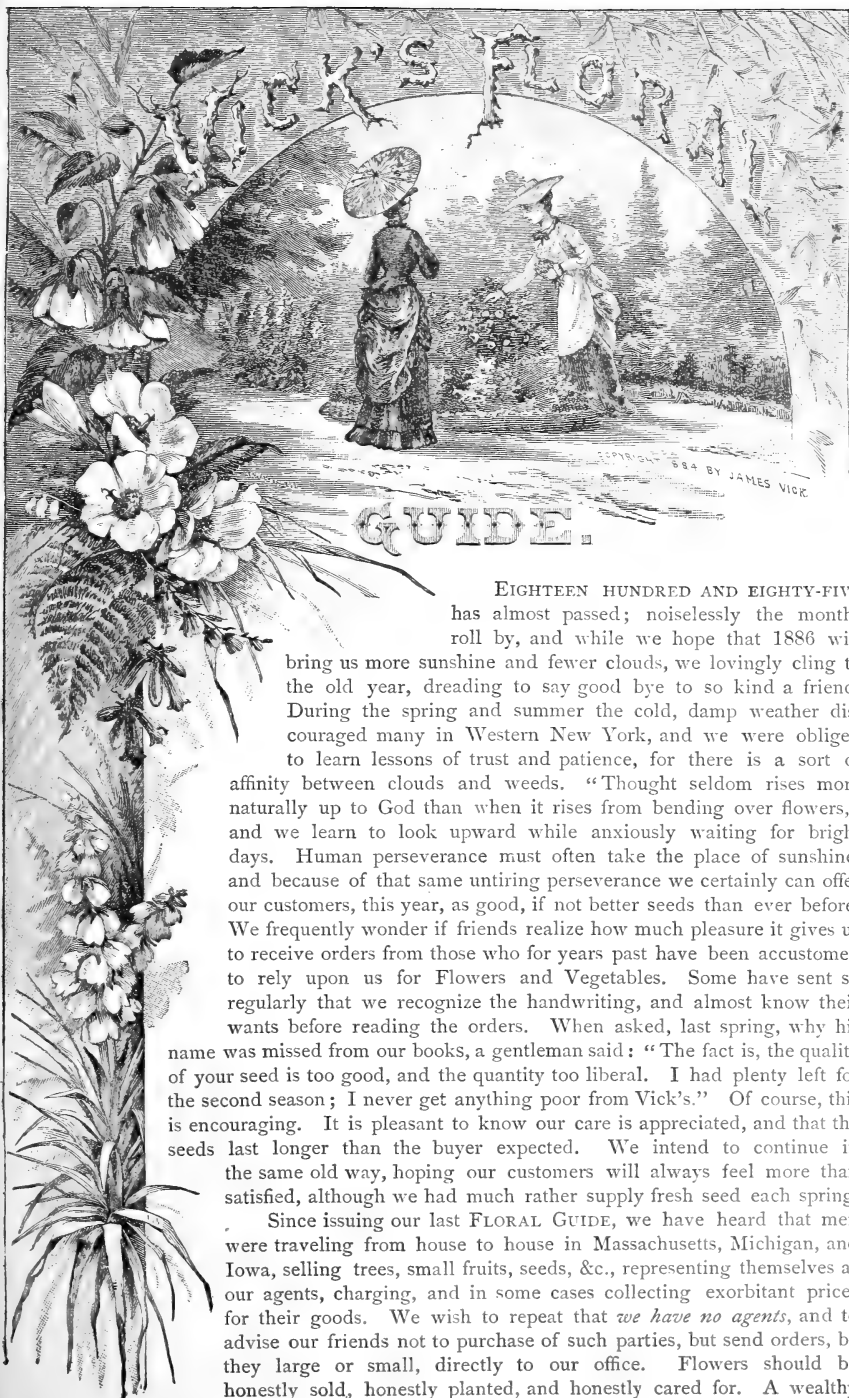 VICK'S FLORAL
COPYRIGHT 884 BY JAMES VICK
GUIDE.
EIGHTEEN HUNDRED AND EIGHTY-FIV
has almost passed; noiselessly the month
roll by, and while we hope that 1886 wi
bring us more sunshine and fewer clouds, we lovingly cling t
the old year, dreading to say good bye to so kind a friend
During the spring and summer the cold, damp weather dis
couraged many in Western New York, and we were oblige
to learn lessons of trust and patience, for there is a sort o
affinity between clouds and weeds. “Thought seldom rises mor
naturally up to God than when it rises from bending over flowers,
and we learn to look upward while anxiously waiting for brigh
days. Human perseverance must often take the place of sunshine
and because of that same untiring perseverance we certainly can offe
our customers, this year, as good, if not better seeds than ever before
We frequently wonder if friends realize how much pleasure it gives u
to receive orders from those who for years past have been accustome
to rely upon us for Flowers and Vegetables. Some have sent s
regularly that we recognize the handwriting, and almost know thei
wants before reading the orders. When asked, last spring, why hi
name was missed from our books, a gentleman said: “The fact is, the qualit
of your seed is too good, and the quantity too liberal. I had plenty left fo
the second season; I never get anything poor from Vick's.” Of course, thi
is encouraging. It is pleasant to know our care is appreciated, and that th
seeds last longer than the buyer expected. We intend to continue i
the same old way, hoping our customers will always feel more tha
satisfied, although we had much rather supply fresh seed each spring
Since issuing our last FLORAL GUIDE, we have heard that me
were traveling from house to house in Massachusetts, Michigan, an
Iowa, selling trees, small fruits, seeds, &c., representing themselves a
our agents, charging, and in some cases collecting exorbitant price
for their goods. We wish to repeat that we have no agents, and t
advise our friends not to purchase of such parties, but send orders, b
they large or small, directly to our office. Flowers should b
honestly sold, honestly planted, and honestly cared for. A wealth